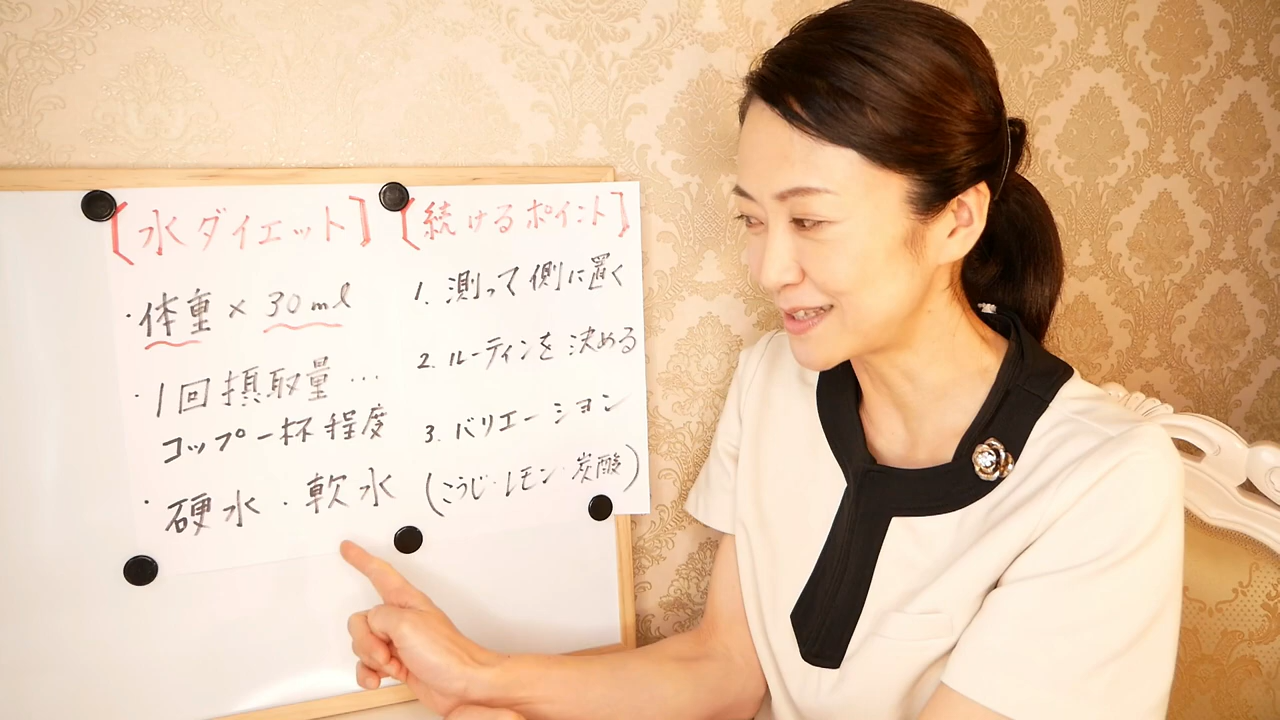 【水ダイエット】
・体重×30ml
・1回摂取量…
コップ一杯程度
・硬水・軟水
【続けるポイント】
1. 測って側に置く
2. ルーティンを決める
3. バリエーション
(こうじ・レモン・炭酸)